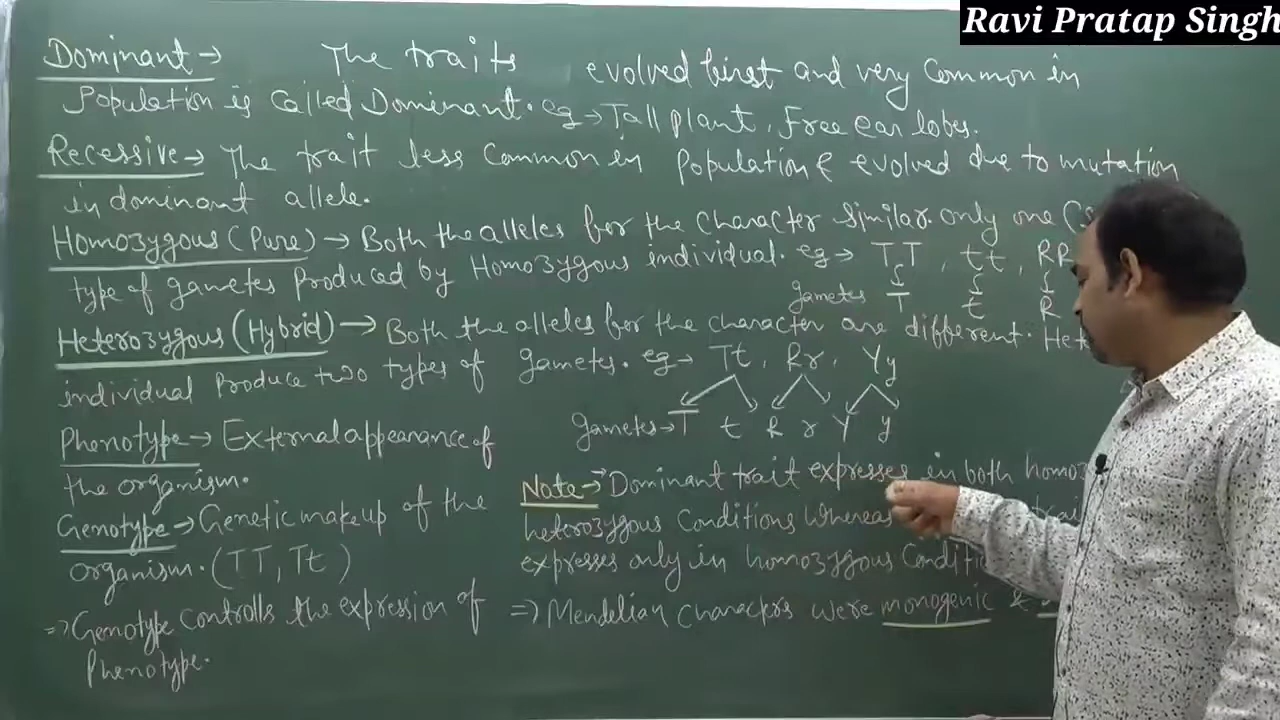 Ravi Pratap Singh
Dominant → The traits evolved first and very Common in
Population is Called Dominant. eg → Tall plant, Free ear lobes.
Recessive → The trait less Common in Population & evolved due to mutation
in dominant allele.
Homozygous (Pure) → Both the alleles for the Character Similar. only one (S
type of gametes Produced by Homozygous individual. eg → TT, tt, RR
gametes T t R
Heterozygous (Hybrid) → Both the alleles for the character are different. Het
individual Produce two types of gametes. eg → Tt, Rr, Yy
gametes → T t R r Y y
Phenotype → External appearance of
the organism.
Genotype → Genetic makeup of the
organism. (TT, Tt)
⇒ Genotype Controlls the expression of
Phenotype.
Note → Dominant trait expresses in both homoz
heterozygous Conditions Whereas trai
expresses only in homozygous Conditi
⇒ Mendelian Characters were monogenic &